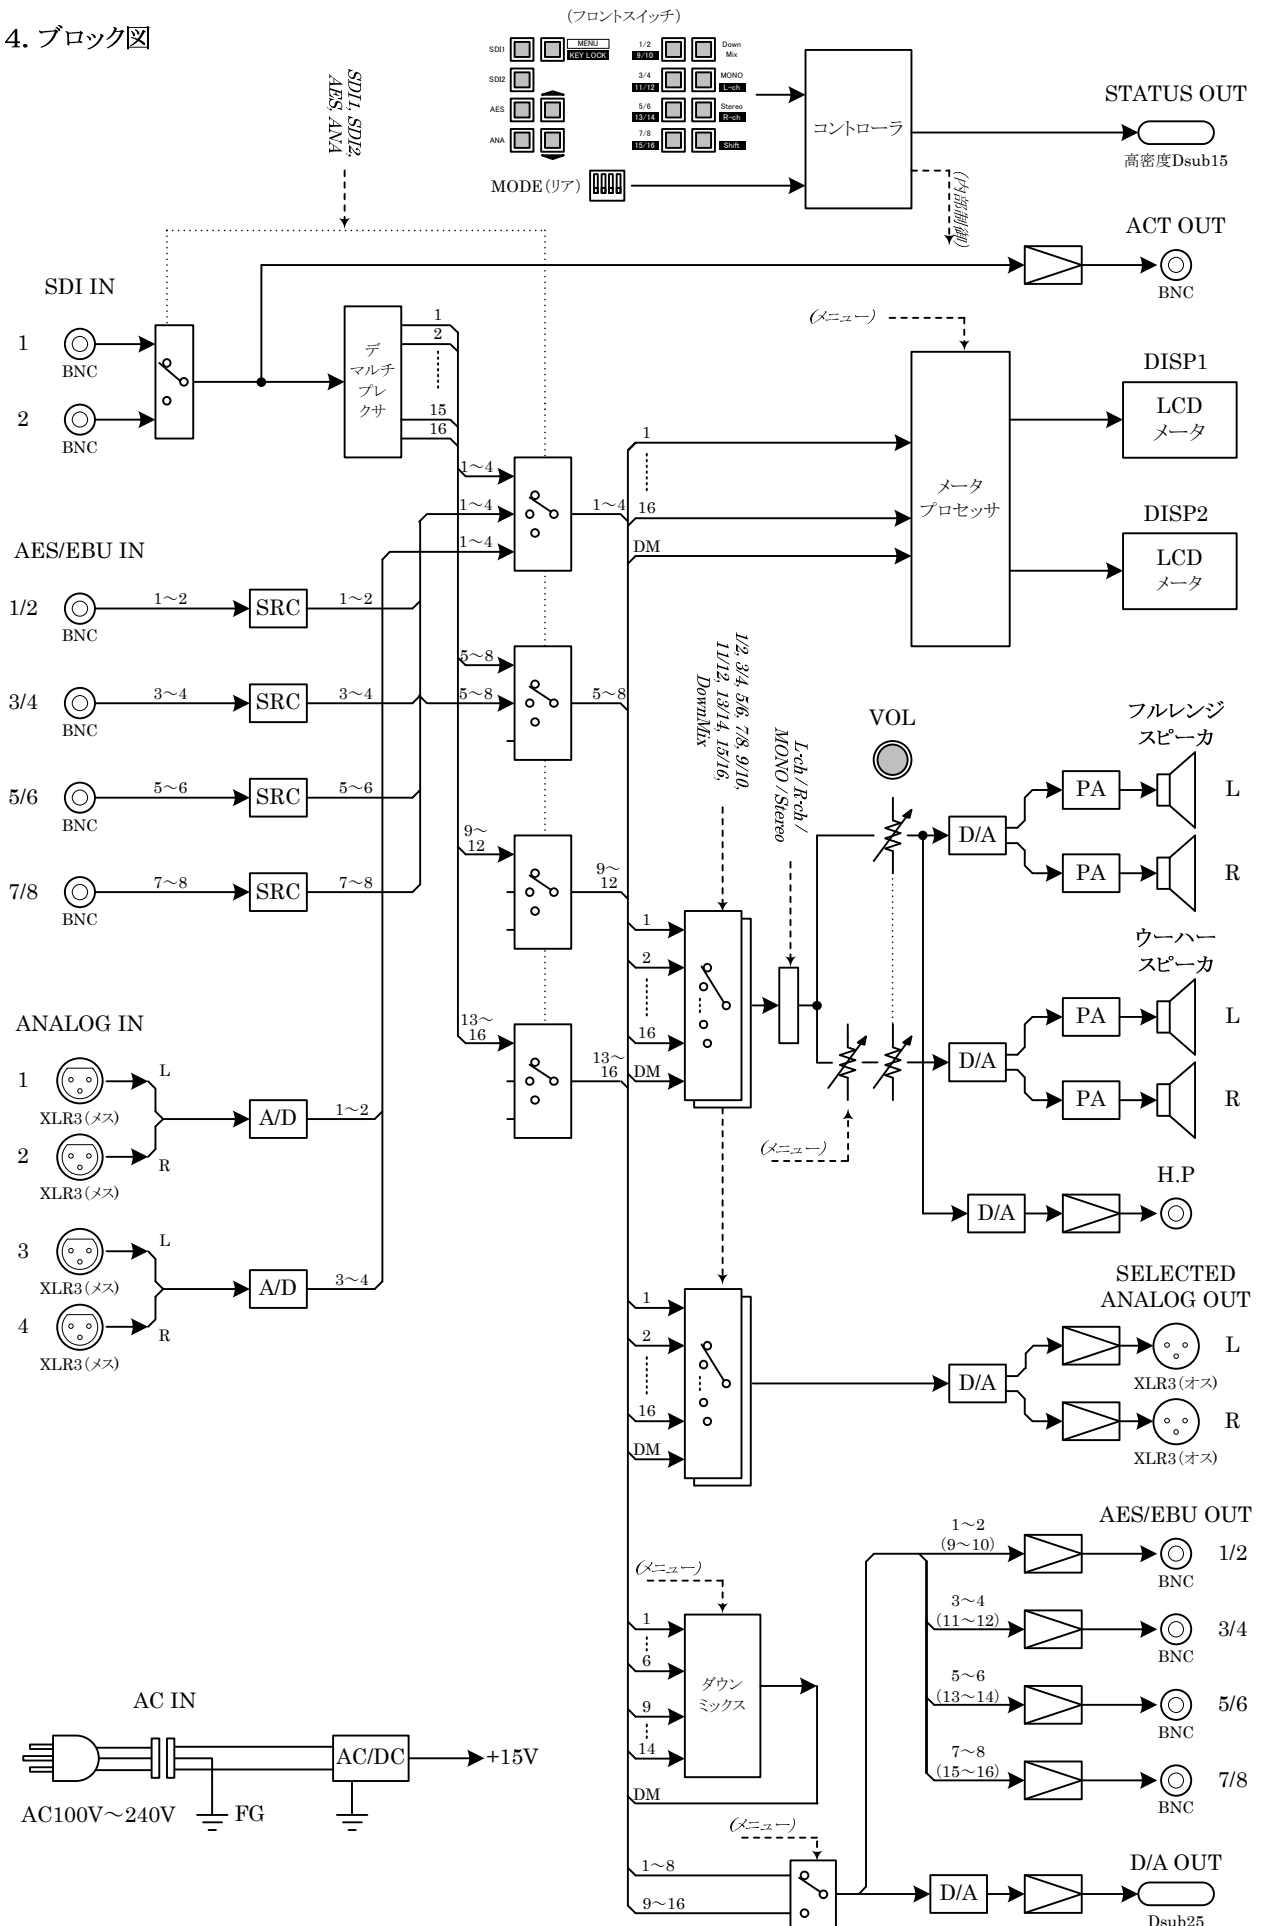 4. ブロック図
(フロントスイッチ)
SDI1
MENU
KEY LOCK
1/2
9/10
Down
Mix
SDI2
3/4
11/12
MONO
L-ch
AES
5/6
13/14
Stereo
R-ch
ANA
7/8
15/16
Shift
MODE(リア)
コントローラ
STATUS OUT
高密度Dsub15
(内部制御)
SDI1, SDI2,
AES, ANA
ACT OUT
BNC
SDI IN
1
BNC
2
BNC
デ
マルチ
プレ
クサ
1
2
15
16
(メニュー)
メータ
プロセッサ
1
16
DM
DISP1
LCD
メータ
DISP2
LCD
メータ
1～4
1～4
1～4
1～4
AES/EBU IN
1/2
BNC
1～2
SRC
1～2
3/4
BNC
3～4
SRC
3～4
5/6
BNC
5～6
SRC
5～6
7/8
BNC
7～8
SRC
7～8
5～8
5～8
5～8
9～
12
9～
12
13～
16
13～
16
1/2, 3/4, 5/6, 7/8, 9/10,
11/12, 13/14, 15/16,
DownMix
L-ch / R-ch /
MONO / Stereo
VOL
1
2
16
DM
(メニュー)
D/A
PA
PA
フルレンジ
スピーカ
L
R
D/A
PA
PA
ウーハー
スピーカ
L
R
D/A
H.P
ANALOG IN
1
XLR3(メス)
L
2
XLR3(メス)
R
A/D
1～2
3
XLR3(メス)
L
4
XLR3(メス)
R
A/D
3～4
1
2
16
DM
D/A
SELECTED
ANALOG OUT
L
XLR3(オス)
R
XLR3(オス)
(メニュー)
1
6
9
14
DM
ダウン
ミックス
AES/EBU OUT
1～2
(9～10)
1/2
BNC
3～4
(11～12)
3/4
BNC
5～6
(13～14)
5/6
BNC
7～8
(15～16)
7/8
BNC
AC IN
AC100V～240V
FG
AC/DC
+15V
(メニュー)
1～8
9～16
D/A
D/A OUT
Dsub25